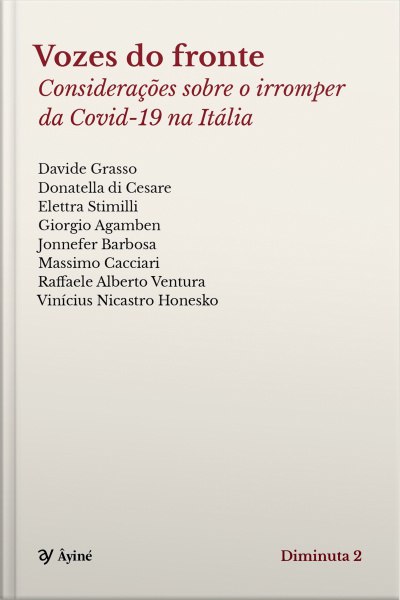 Vozes do fronte
Considerações sobre o irromper
da Covid-19 na Itália
Davide Grasso
Donatella di Cesare
Elettra Stimilli
Giorgio Agamben
Jonnefer Barbosa
Massimo Cacciari
Raffaele Alberto Ventura
Vinícius Nicastro Honesko
ay Âyiné
Diminuta 2